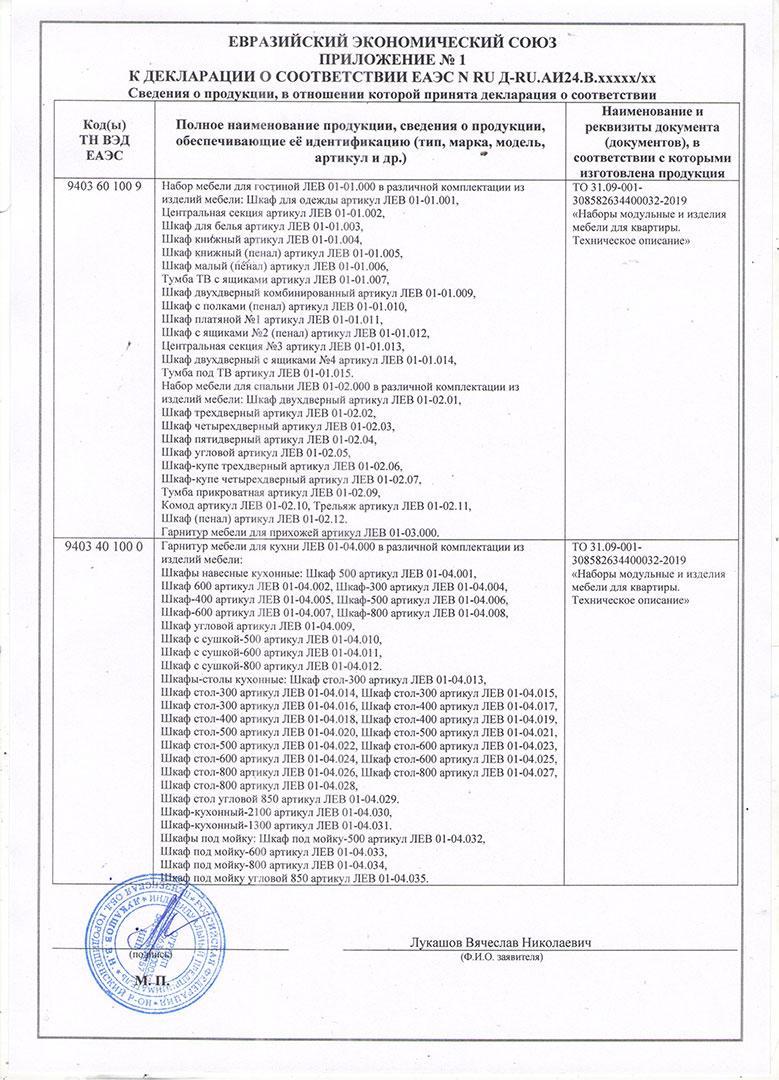 ЕВРАЗИЙСКИЙ ЭКОНОМИЧЕСКИЙ СОЮЗ
ПРИЛОЖЕНИЕ № 1
К ДЕКЛАРАЦИИ О СООТВЕТСТВИИ ЕАЭС N RU Д-RU.АИ24.В.xxxxx/xx
Сведения о продукции, в отношении которой принята декларация о соответствии
Код(ы)
ТН ВЭД
ЕАЭС
Полное наименование продукции, сведения о продукции,
обеспечивающие её идентификацию (тип, марка, модель,
артикул и др.)
Наименование и
реквизиты документа
(документов), в
соответствии с которыми
изготовлена продукция
9403 60 100 9
Набор мебели для гостиной ЛЕВ 01-01.000 в различной комплектации из
изделий мебели: Шкаф для одежды артикул ЛЕВ 01-01.001,
Центральная секция артикул ЛЕВ 01-01.002,
Шкаф для белья артикул ЛЕВ 01-01.003,
Шкаф книжный артикул ЛЕВ 01-01.004,
Шкаф книжный (пенал) артикул ЛЕВ 01-01.005,
Шкаф малый (пенал) артикул ЛЕВ 01-01.006,
Тумба ТВ с ящиками артикул ЛЕВ 01-01.007,
Шкаф двухдверный комбинированный артикул ЛЕВ 01-01.009,
Шкаф с полками (пенал) артикул ЛЕВ 01-01.010,
Шкаф платяной №1 артикул ЛЕВ 01-01.011,
Шкаф с ящиками №2 (пенал) артикул ЛЕВ 01-01.012,
Центральная секция №3 артикул ЛЕВ 01-01.013,
Шкаф двухдверный с ящиками №4 артикул ЛЕВ 01-01.014,
Тумба под ТВ артикул ЛЕВ 01-01.015.
Набор мебели для спальни ЛЕВ 01-02.000 в различной комплектации из
изделий мебели: Шкаф двухдверный артикул ЛЕВ 01-02.01,
Шкаф трехдверный артикул ЛЕВ 01-02.02,
Шкаф четырехдверный артикул ЛЕВ 01-02.03,
Шкаф пятидверный артикул ЛЕВ 01-02.04,
Шкаф угловой артикул ЛЕВ 01-02.05,
Шкаф-купе трехдверный артикул ЛЕВ 01-02.06,
Шкаф-купе четырехдверный артикул ЛЕВ 01-02.07,
Тумба прикроватная артикул ЛЕВ 01-02.09,
Комод артикул ЛЕВ 01-02.10, Трельяж артикул ЛЕВ 01-02.11,
Шкаф (пенал) артикул ЛЕВ 01-02.12.
Гарнитур мебели для прихожей артикул ЛЕВ 01-03.000.
ТО 31.09-001-
308582634400032-2019
«Наборы модульные и изделия
мебели для квартиры.
Техническое описание»
9403 40 100 0
Гарнитур мебели для кухни ЛЕВ 01-04.000 в различной комплектации из
изделий мебели:
Шкафы навесные кухонные: Шкаф 500 артикул ЛЕВ 01-04.001,
Шкаф 600 артикул ЛЕВ 01-04.002, Шкаф-300 артикул ЛЕВ 01-04.004,
Шкаф-400 артикул ЛЕВ 01-04.005, Шкаф-500 артикул ЛЕВ 01-04.006,
Шкаф-600 артикул ЛЕВ 01-04.007, Шкаф-800 артикул ЛЕВ 01-04.008,
Шкаф угловой артикул ЛЕВ 01-04.009,
Шкаф с сушкой-500 артикул ЛЕВ 01-04.010,
Шкаф с сушкой-600 артикул ЛЕВ 01-04.011,
Шкаф с сушкой-800 артикул ЛЕВ 01-04.012.
Шкафы-столы кухонные: Шкаф стол-300 артикул ЛЕВ 01-04.013,
Шкаф стол-300 артикул ЛЕВ 01-04.014, Шкаф стол-300 артикул ЛЕВ 01-04.015,
Шкаф стол-300 артикул ЛЕВ 01-04.016, Шкаф стол-400 артикул ЛЕВ 01-04.017,
Шкаф стол-400 артикул ЛЕВ 01-04.018, Шкаф стол-400 артикул ЛЕВ 01-04.019,
Шкаф стол-500 артикул ЛЕВ 01-04.020, Шкаф стол-500 артикул ЛЕВ 01-04.021,
Шкаф стол-500 артикул ЛЕВ 01-04.022, Шкаф стол-600 артикул ЛЕВ 01-04.023,
Шкаф стол-600 артикул ЛЕВ 01-04.024, Шкаф стол-600 артикул ЛЕВ 01-04.025,
Шкаф стол-800 артикул ЛЕВ 01-04.026, Шкаф стол-800 артикул ЛЕВ 01-04.027,
Шкаф стол-800 артикул ЛЕВ 01-04.028,
Шкаф стол угловой 850 артикул ЛЕВ 01-04.029.
Шкаф-кухонный-2100 артикул ЛЕВ 01-04.030,
Шкаф-кухонный-1300 артикул ЛЕВ 01-04.031.
Шкафы под мойку: Шкаф под мойку-500 артикул ЛЕВ 01-04.032,
Шкаф под мойку-600 артикул ЛЕВ 01-04.033,
Шкаф под мойку-800 артикул ЛЕВ 01-04.034,
Шкаф под мойку угловой 850 артикул ЛЕВ 01-04.035.
ТО 31.09-001-
308582634400032-2019
«Наборы модульные и изделия
мебели для квартиры.
Техническое описание»
РОССИЙСКАЯ ФЕДЕРАЦИЯ
ПЕНЗЕНСКАЯ ОБЛ. ГОРОДИЩЕНСКИЙ Р-ОН
ИНДИВИДУАЛЬНЫЙ ПРЕДПРИНИМАТЕЛЬ
ЛУКАШОВ В.Н.
(подпись)
М. П.
Лукашов Вячеслав Николаевич
(Ф.И.О. заявителя)